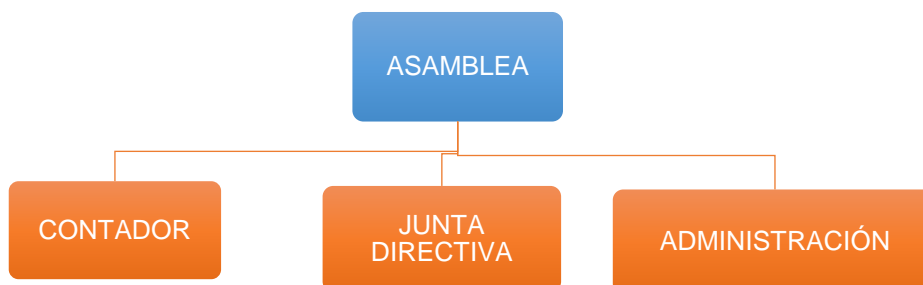 ASAMBLEA
CONTADOR
JUNTA
DIRECTIVA
ADMINISTRACIÓN